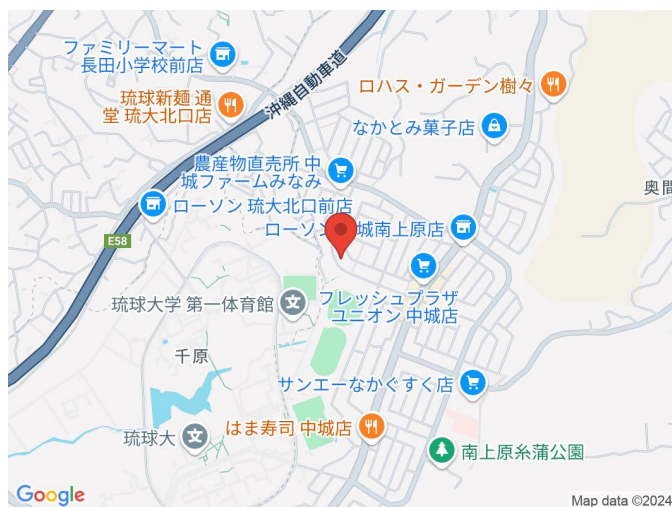 ファミリーマート
長田小学校前店
沖縄自動車道
琉球新麺 通
堂 琉大北口店
ロハス・ガーデン樹々
なかとみ菓子店
農産物直売所 中
城ファームみなみ
奥間
ローソン 琉大北口前店
ローソン
城南上原店
E58
フレッシュプラザ
ユニオン 中城店
琉球大学 第一体育館
千原
サンエーなかぐすく店
はま寿司 中城店
琉球大
南上原糸蒲公園
Google
Map data ©2024